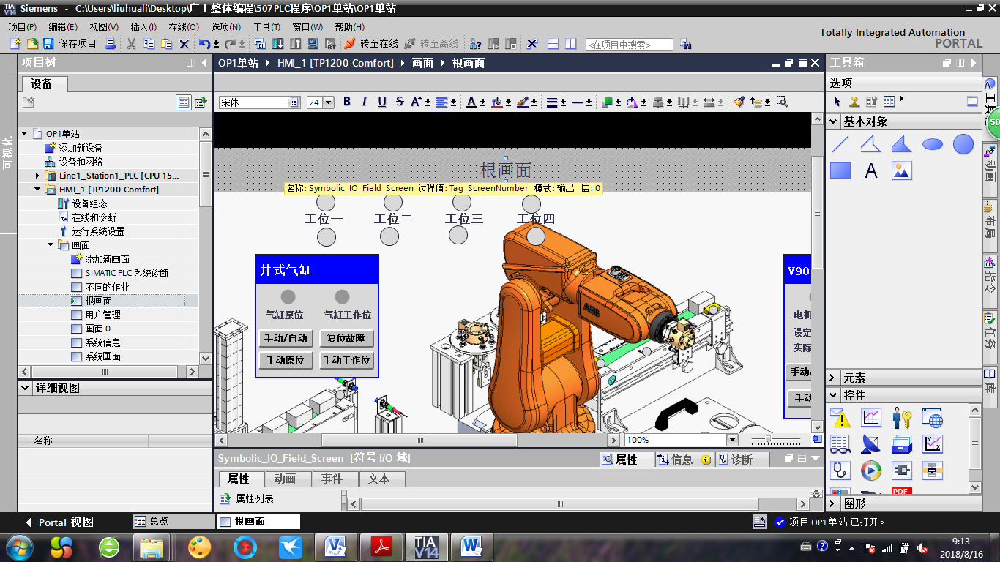 TIA V14 Siemens - C:\Users\liuhuali\Desktop\广工整体编程\507PLC程序\OP1单站\OP1单站
项目(P) 编辑(E) 视图(V) 插入(I) 在线(O) 选项(N) 工具(T) 窗口(W) 帮助(H)
Totally Integrated Automation
PORTAL
保存项目 转至在线 转至离线 <在项目中搜索>
项目树
设备
可视化
OP1单站
添加新设备
设备和网络
Line1_Station1_PLC [CPU 15...
HMI_1 [TP1200 Comfort]
设备组态
在线和诊断
运行系统设置
画面
添加新画面
SIMATIC PLC 系统诊断
不同的作业
根画面
用户管理
画面 0
系统信息
系统画面
详细视图
名称
OP1单站 HMI_1 [TP1200 Comfort] 画面 根画面
宋体 24 B I U S A A
根画面
名称: Symbolic_IO_Field_Screen 过程值: Tag_ScreenNumber 模式: 输出 层: 0
工位一 工位二 工位三 工位四
井式气缸
气缸原位 气缸工作位
手动/自动 复位故障
手动原位 手动工作位
ABB
V90
电机
设定
实际
手动
手动
100%
Symbolic_IO_Field_Screen [符号 I/O 域]
属性 信息 诊断
属性 动画 事件 文本
属性列表
工具箱
选项
基本对象
A
元素
控件
PDF
图形
50
动画
布局
指令
任务
库
Portal 视图 总览 根画面
项目 OP1单站 已打开。
TIA V14
9:13
2018/8/16